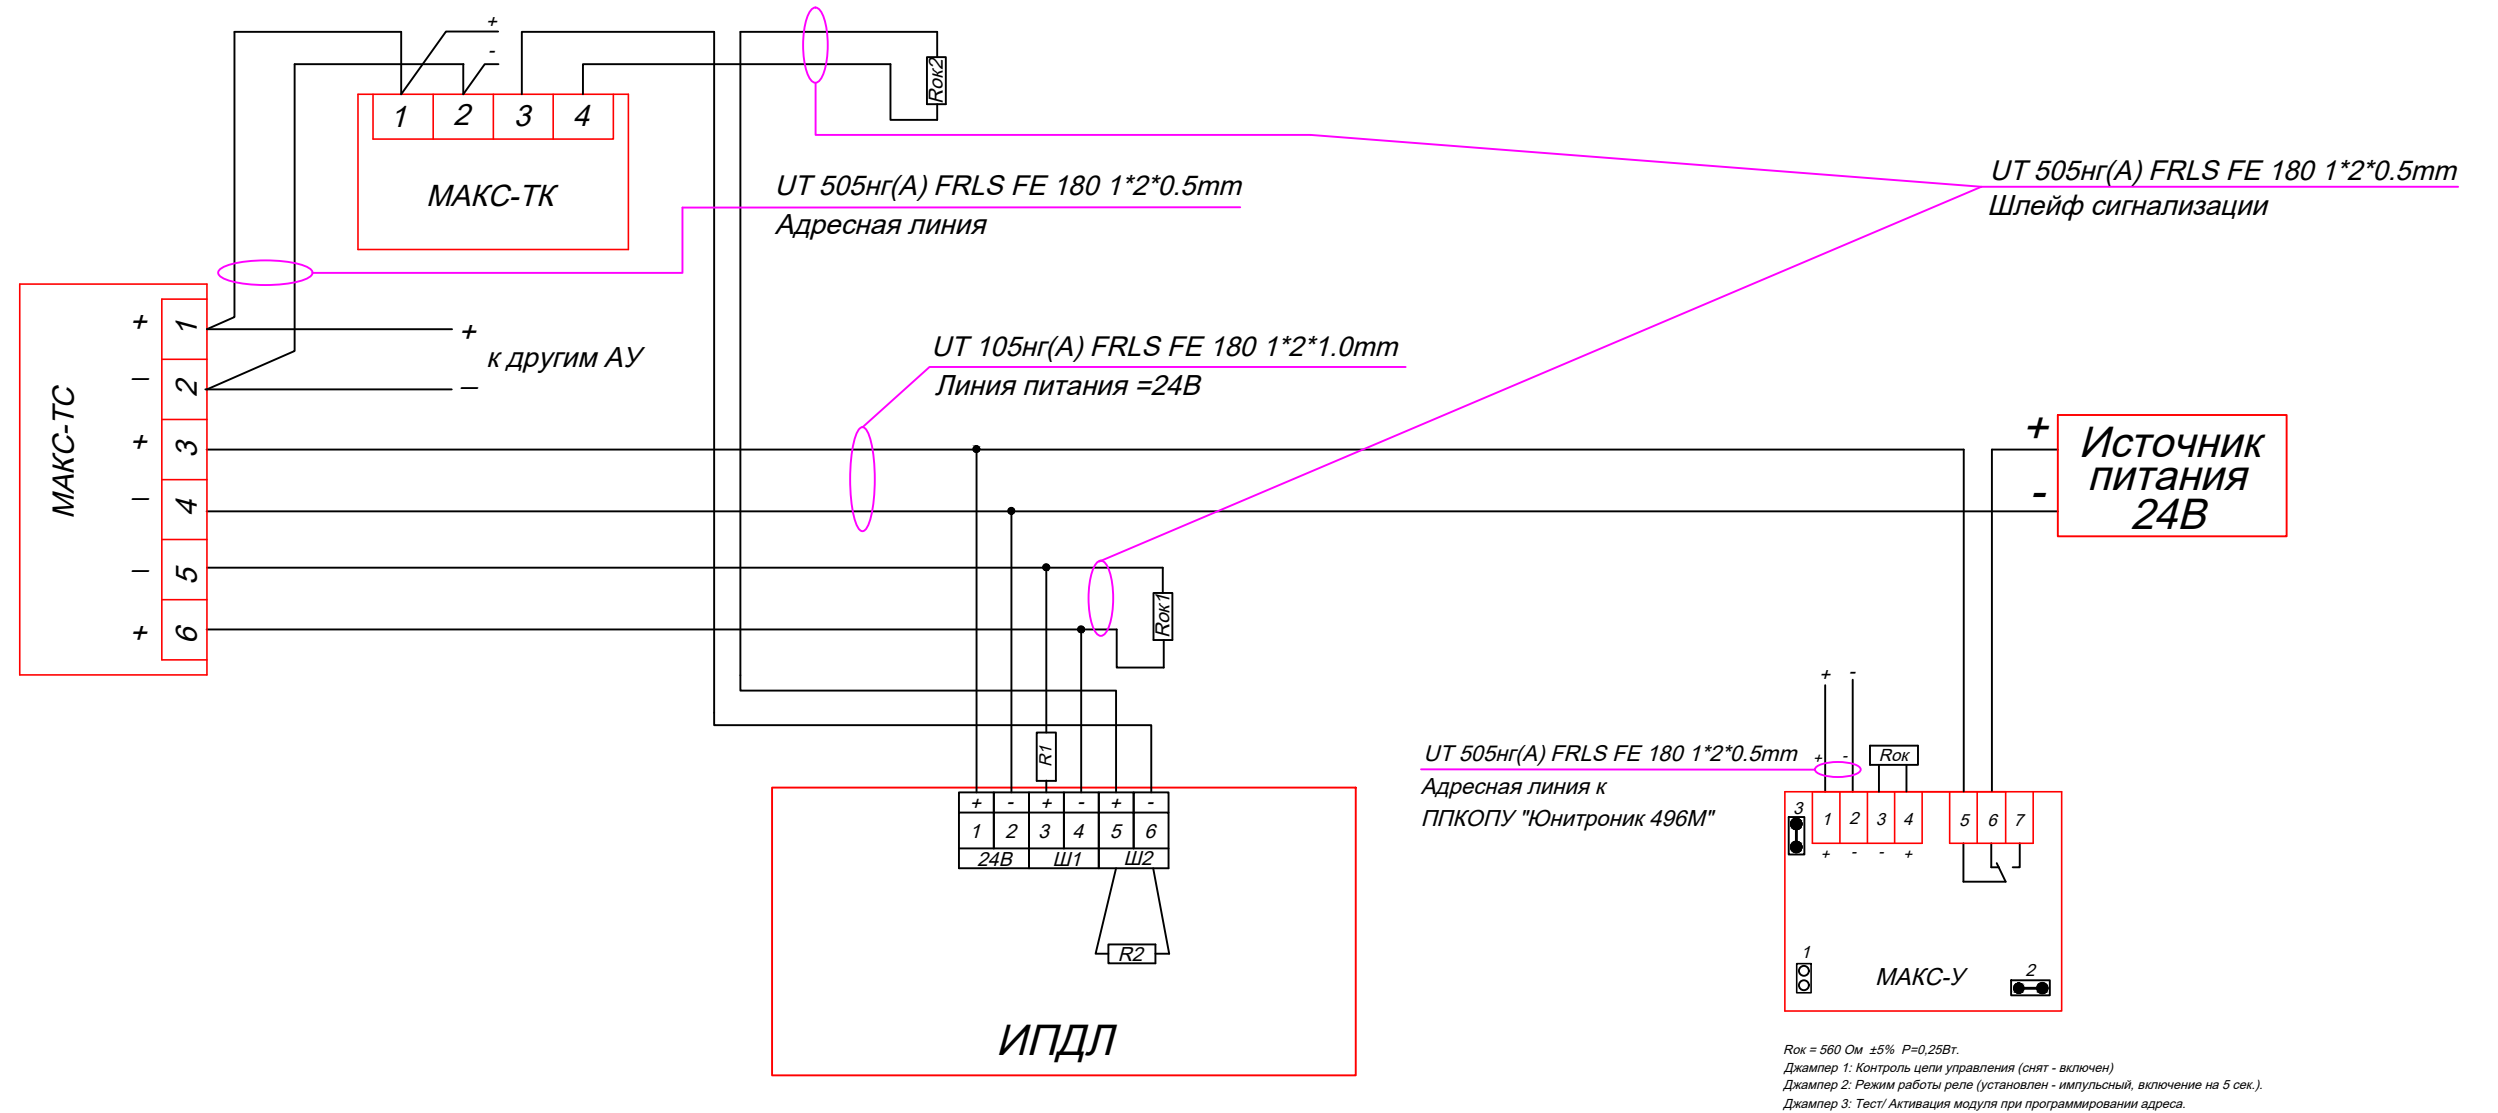 +
-
1 2 3 4
МАКС-ТК
Rок2
UT 505нг(А) FRLS FE 180 1*2*0.5mm
Адресная линия
UT 505нг(А) FRLS FE 180 1*2*0.5mm
Шлейф сигнализации
МАКС-ТС
+ 1
– 2
+ 3
– 4
– 5
+ 6
+
к другим АУ
–
UT 105нг(А) FRLS FE 180 1*2*1.0mm
Линия питания =24В
+
-
Источник
питания
24В
Rок1
R1
+ - + - + -
1 2 3 4 5 6
24В Ш1 Ш2
R2
ИПДЛ
+ -
+ -
Rок
UT 505нг(А) FRLS FE 180 1*2*0.5mm
Адресная линия к
ППКОПУ "Юнитроник 496М"
3
1 2 3 4 5 6 7
+ - - +
1
МАКС-У
2
Rок = 560 Ом ±5% P=0,25Вт.
Джампер 1: Контроль цепи управления (снят - включен)
Джампер 2: Режим работы реле (установлен - импульсный, включение на 5 сек.).
Джампер 3: Тест/ Активация модуля при программировании адреса.